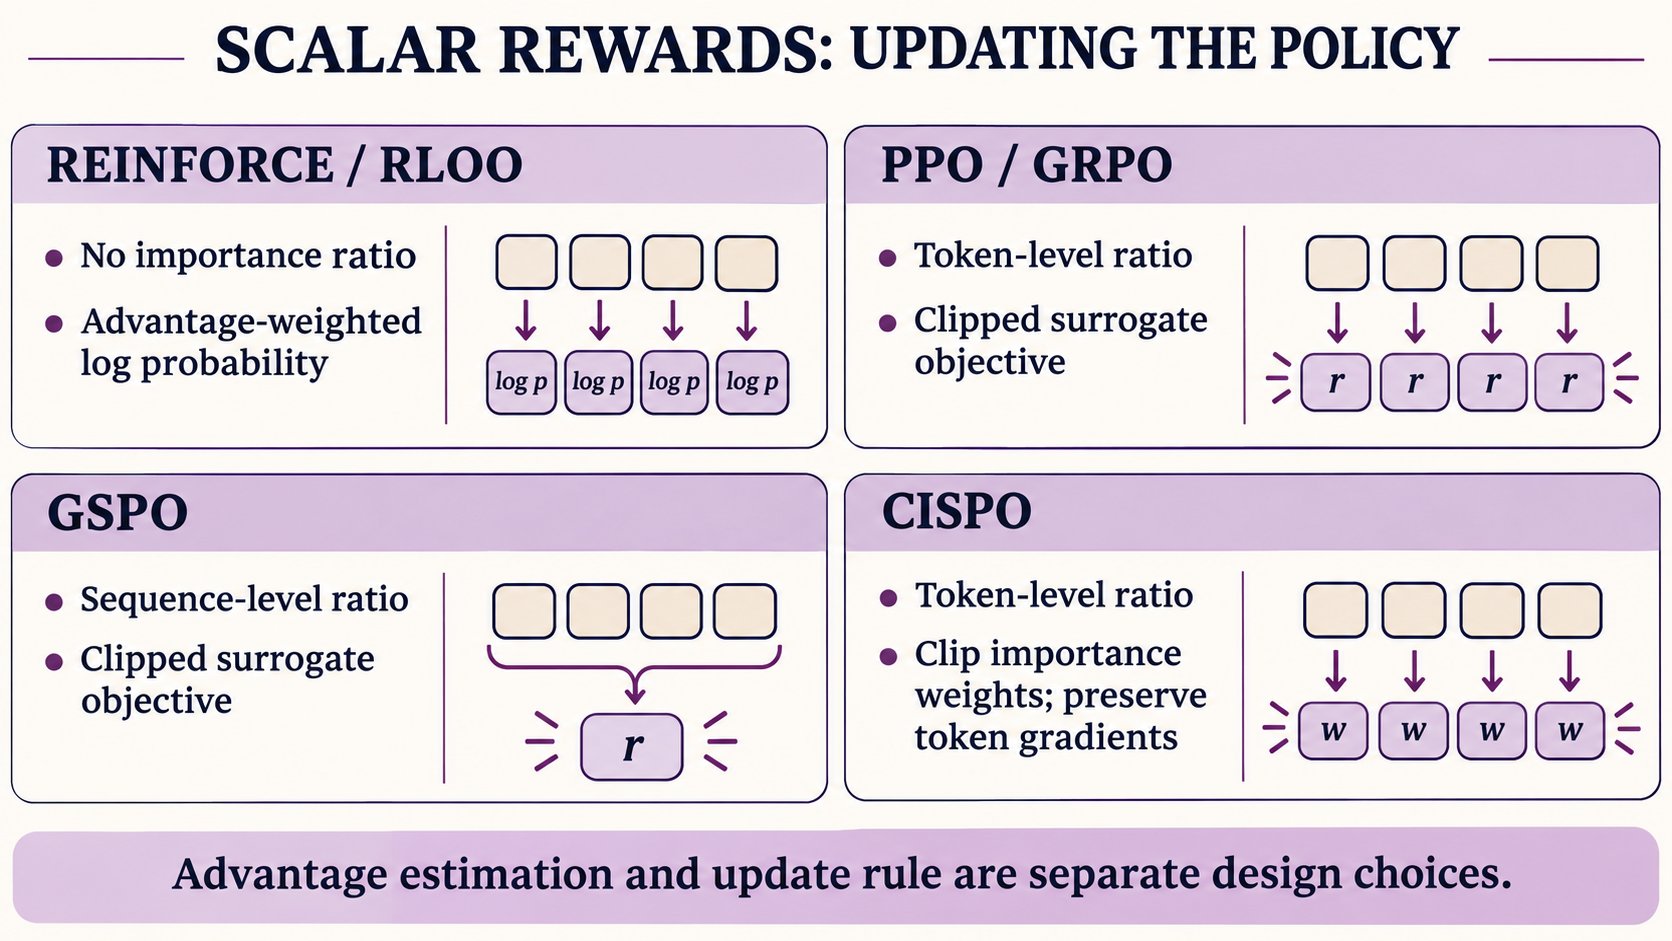 SCALAR REWARDS: UPDATING THE POLICY
REINFORCE / RLOO
No importance ratio
Advantage-weighted
log probability
log p log p log p log p
PPO / GRPO
Token-level ratio
Clipped surrogate
objective
r r r r
GSPO
Sequence-level ratio
Clipped surrogate
objective
r
CISPO
Token-level ratio
Clip importance
weights; preserve
token gradients
w w w w
Advantage estimation and update rule are separate design choices.